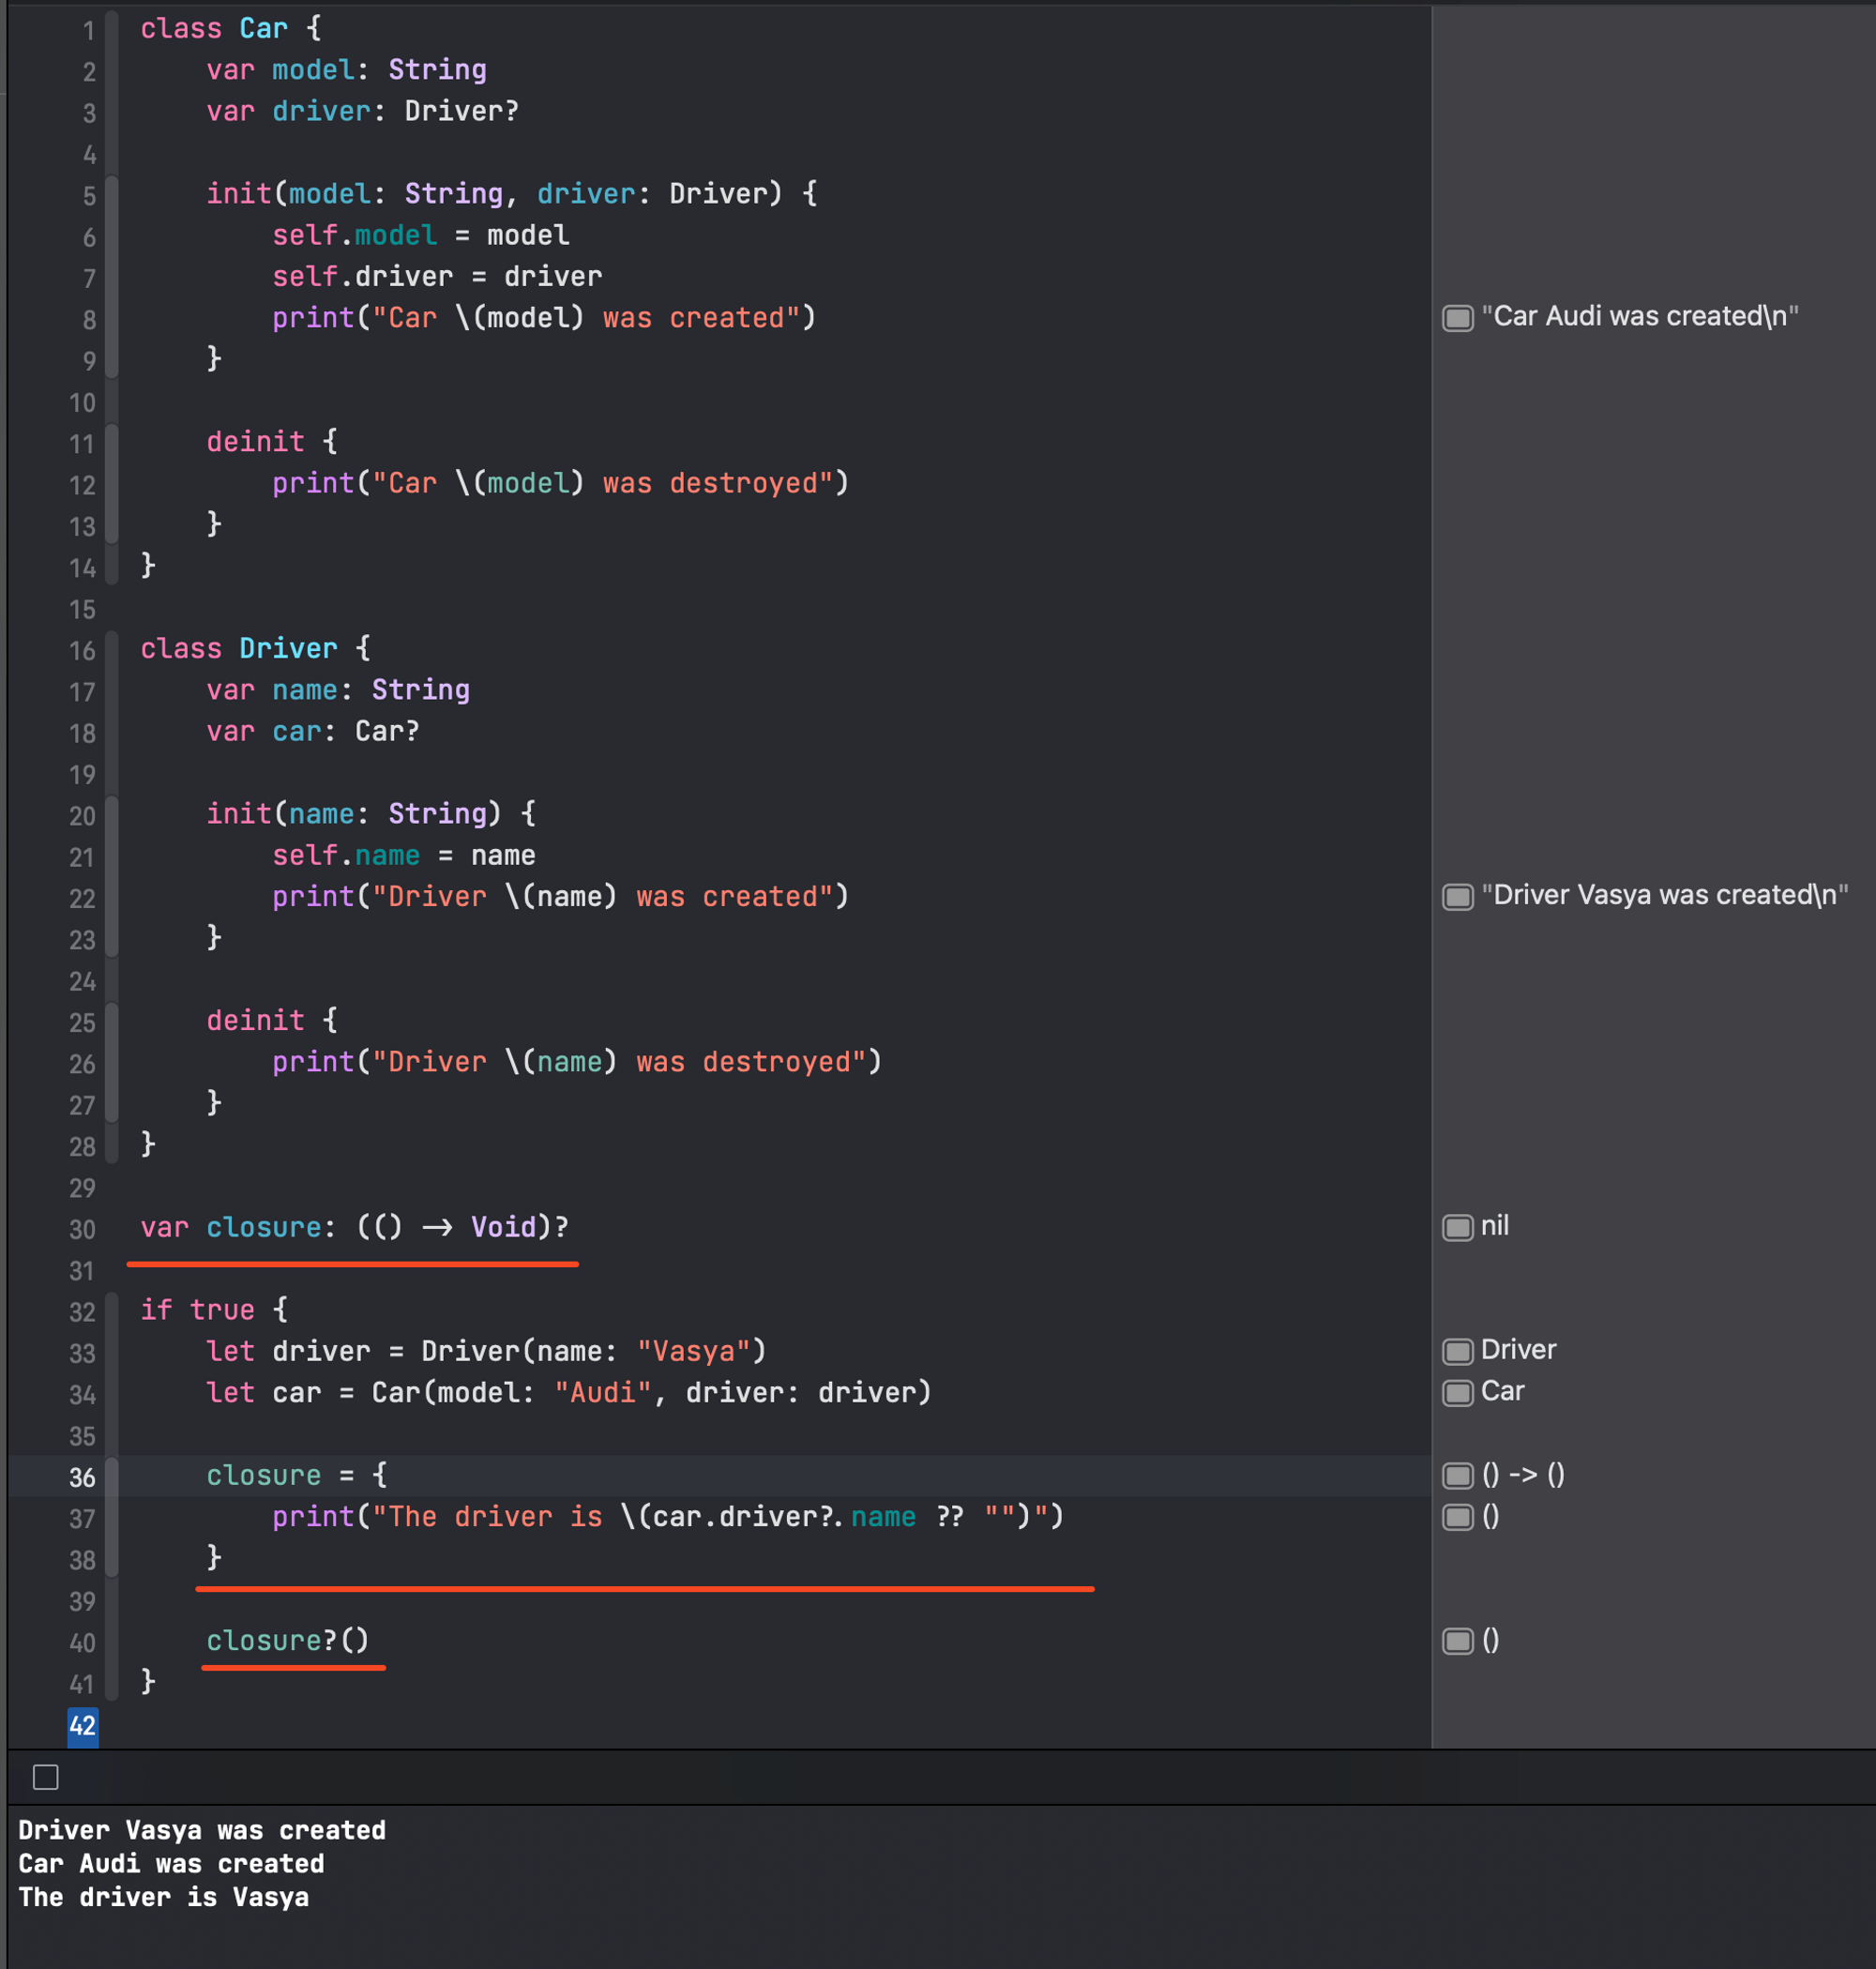 1 class Car {
2 var model: String
3 var driver: Driver?
4
5 init(model: String, driver: Driver) {
6 self.model = model
7 self.driver = driver
8 print("Car \(model) was created") "Car Audi was created\n"
9 }
10
11 deinit {
12 print("Car \(model) was destroyed")
13 }
14 }
15
16 class Driver {
17 var name: String
18 var car: Car?
19
20 init(name: String) {
21 self.name = name
22 print("Driver \(name) was created") "Driver Vasya was created\n"
23 }
24
25 deinit {
26 print("Driver \(name) was destroyed")
27 }
28 }
29
30 var closure: (() -> Void)? nil
31
32 if true {
33 let driver = Driver(name: "Vasya") Driver
34 let car = Car(model: "Audi", driver: driver) Car
35
36 closure = { () -> ()
37 print("The driver is \(car.driver?.name ?? "")") ()
38 }
39
40 closure?() ()
41 }
42
Driver Vasya was created
Car Audi was created
The driver is Vasya